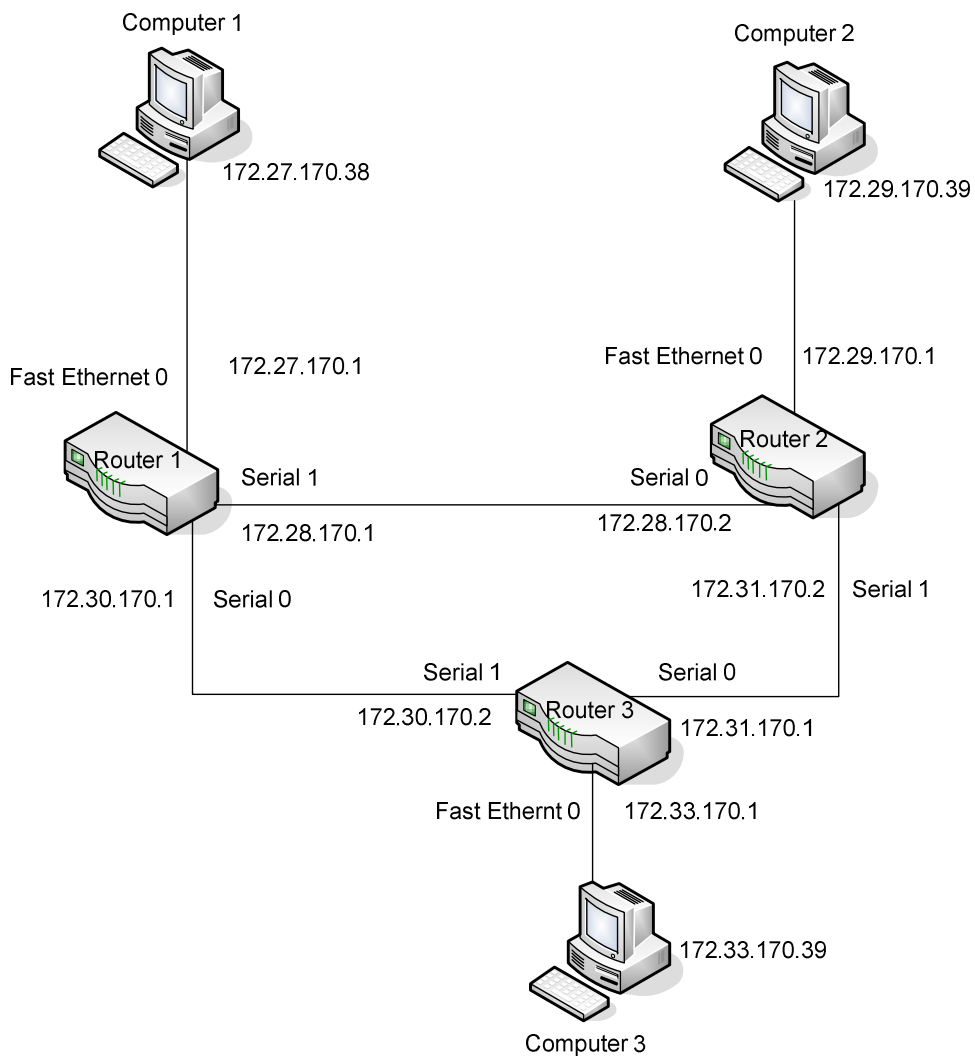 Computer 1
Computer 2
172.27.170.38
172.29.170.39
Fast Ethernet 0
172.27.170.1
Fast Ethernet 0
172.29.170.1
Router 1
Router 2
Serial 1
Serial 0
172.28.170.1
172.28.170.2
172.30.170.1
Serial 0
172.31.170.2
Serial 1
Serial 1
Serial 0
172.30.170.2
Router 3
172.31.170.1
Fast Ethernt 0
172.33.170.1
172.33.170.39
Computer 3